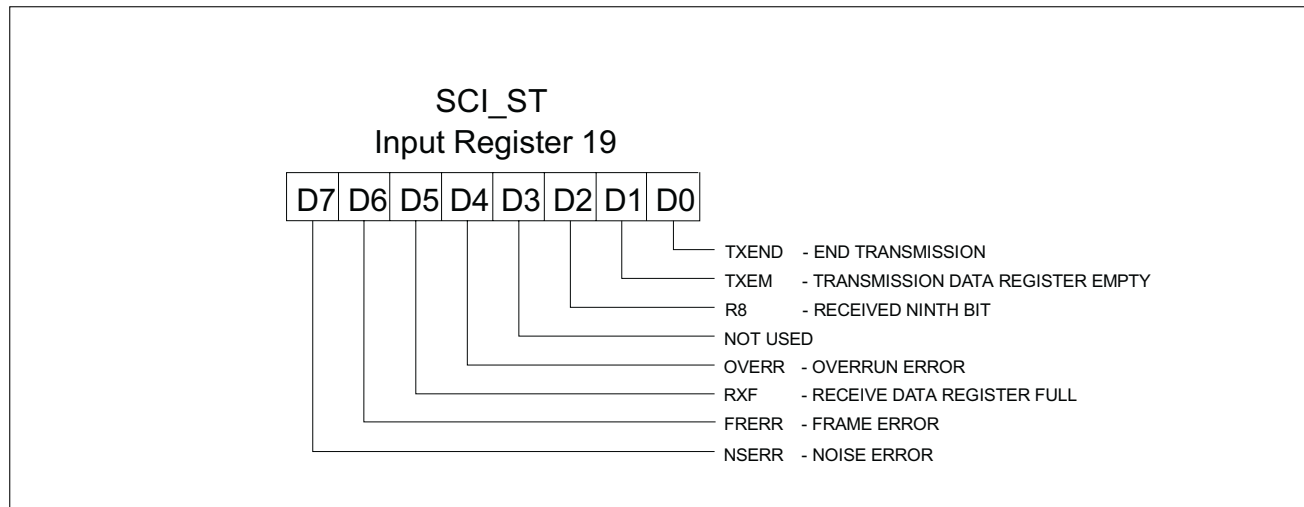 SCI_ST
Input Register 19
D7 D6 D5 D4 D3 D2 D1 D0
TXEND - END TRANSMISSION
TXEM - TRANSMISSION DATA REGISTER EMPTY
R8 - RECEIVED NINTH BIT
NOT USED
OVERR - OVERRUN ERROR
RXF - RECEIVE DATA REGISTER FULL
FRERR - FRAME ERROR
NSERR - NOISE ERROR